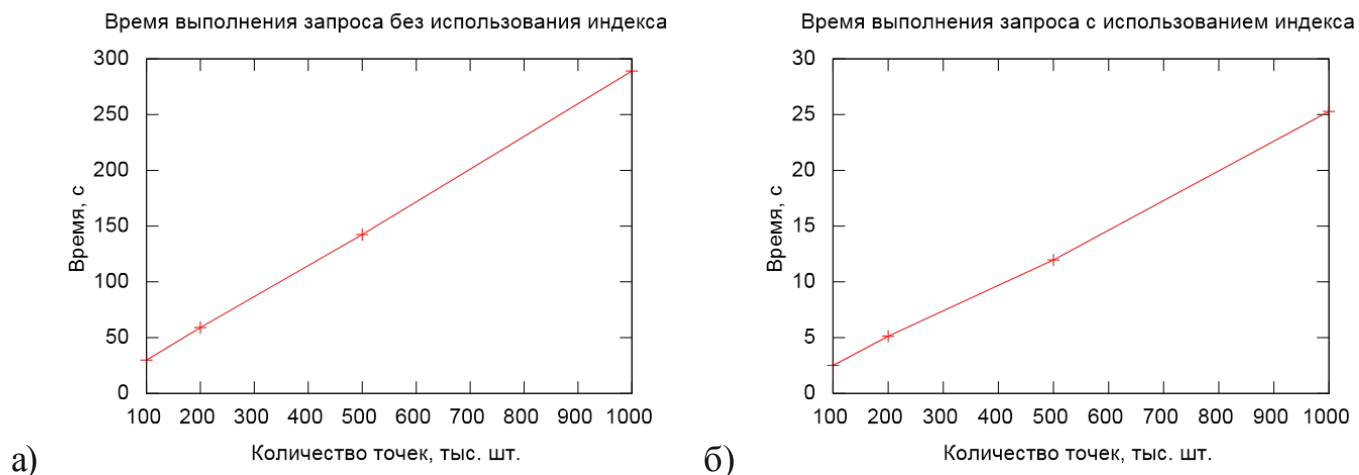 Время выполнения запроса без использования индекса
300
250
200
150
100
50
0
Время, с
100 200 300 400 500 600 700 800 900 1000
Количество точек, тыс. шт.
а)
Время выполнения запроса с использованием индекса
30
25
20
15
10
5
0
Время, с
100 200 300 400 500 600 700 800 900 1000
Количество точек, тыс. шт.
б)